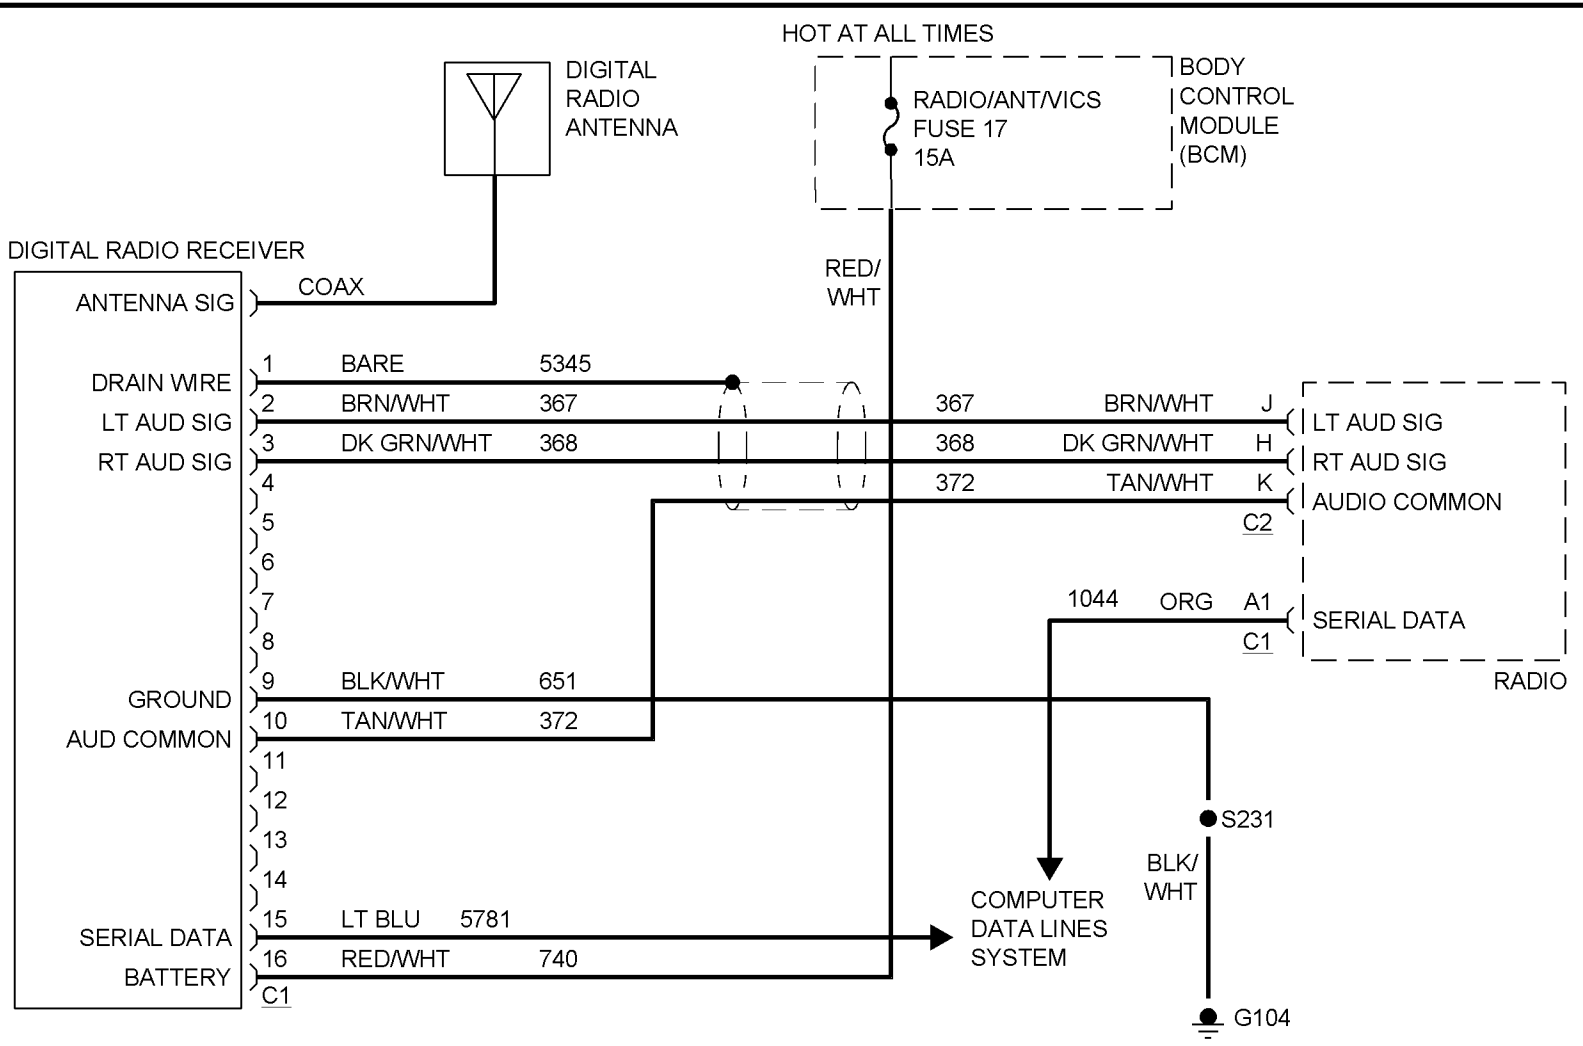 HOT AT ALL TIMES
DIGITAL
RADIO
ANTENNA
RADIO/ANT/VICS
FUSE 17
15A
BODY
CONTROL
MODULE
(BCM)
DIGITAL RADIO RECEIVER
RED/
WHT
ANTENNA SIG
COAX
DRAIN WIRE 1 BARE 5345
LT AUD SIG 2 BRN/WHT 367 367 BRN/WHT J LT AUD SIG
RT AUD SIG 3 DK GRN/WHT 368 368 DK GRN/WHT H RT AUD SIG
4 372 TAN/WHT K AUDIO COMMON
5 C2
6
7 1044 ORG A1 SERIAL DATA
8 C1
GROUND 9 BLK/WHT 651 RADIO
AUD COMMON 10 TAN/WHT 372
11
12
13 S231
14
BLK/
WHT
COMPUTER
DATA LINES
SYSTEM
SERIAL DATA 15 LT BLU 5781
BATTERY 16 RED/WHT 740
C1
G104